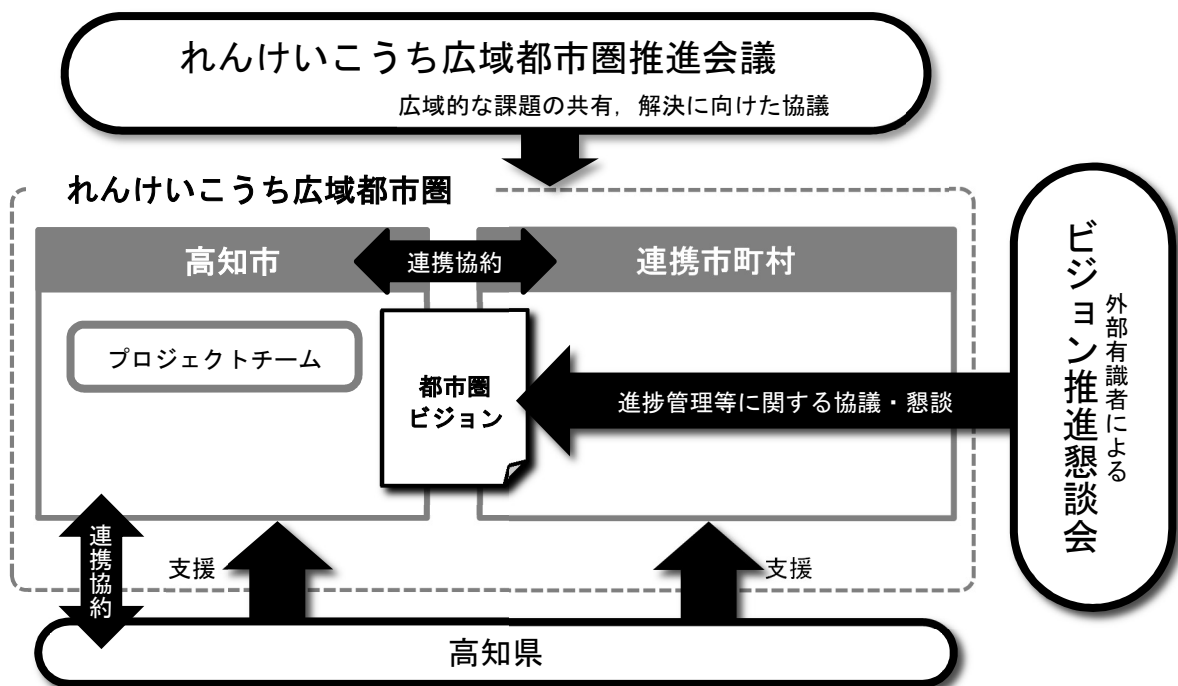 れんけいこうち広域都市圏推進会議
広域的な課題の共有，解決に向けた協議
れんけいこうち広域都市圏
高知市
連携協約
連携市町村
プロジェクトチーム
都市圏
ビジョン
進捗管理等に関する協議・懇談
外部有識者による
ビジョン推進懇談会
連携協約
支援
支援
高知県